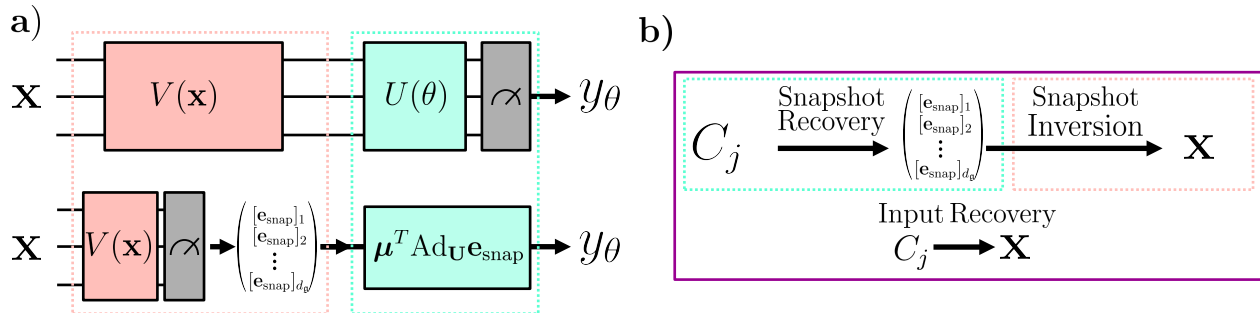 a)
x V(x) U(θ) y_θ
x V(x) ([e_snap]_1 [e_snap]_2 ⋮ [e_snap]_{d_𝔤}) μ^T Ad_U e_snap y_θ
b)
Snapshot Recovery
Snapshot Inversion
C_j ([e_snap]_1 [e_snap]_2 ⋮ [e_snap]_{d_𝔤}) x
Input Recovery
C_j x